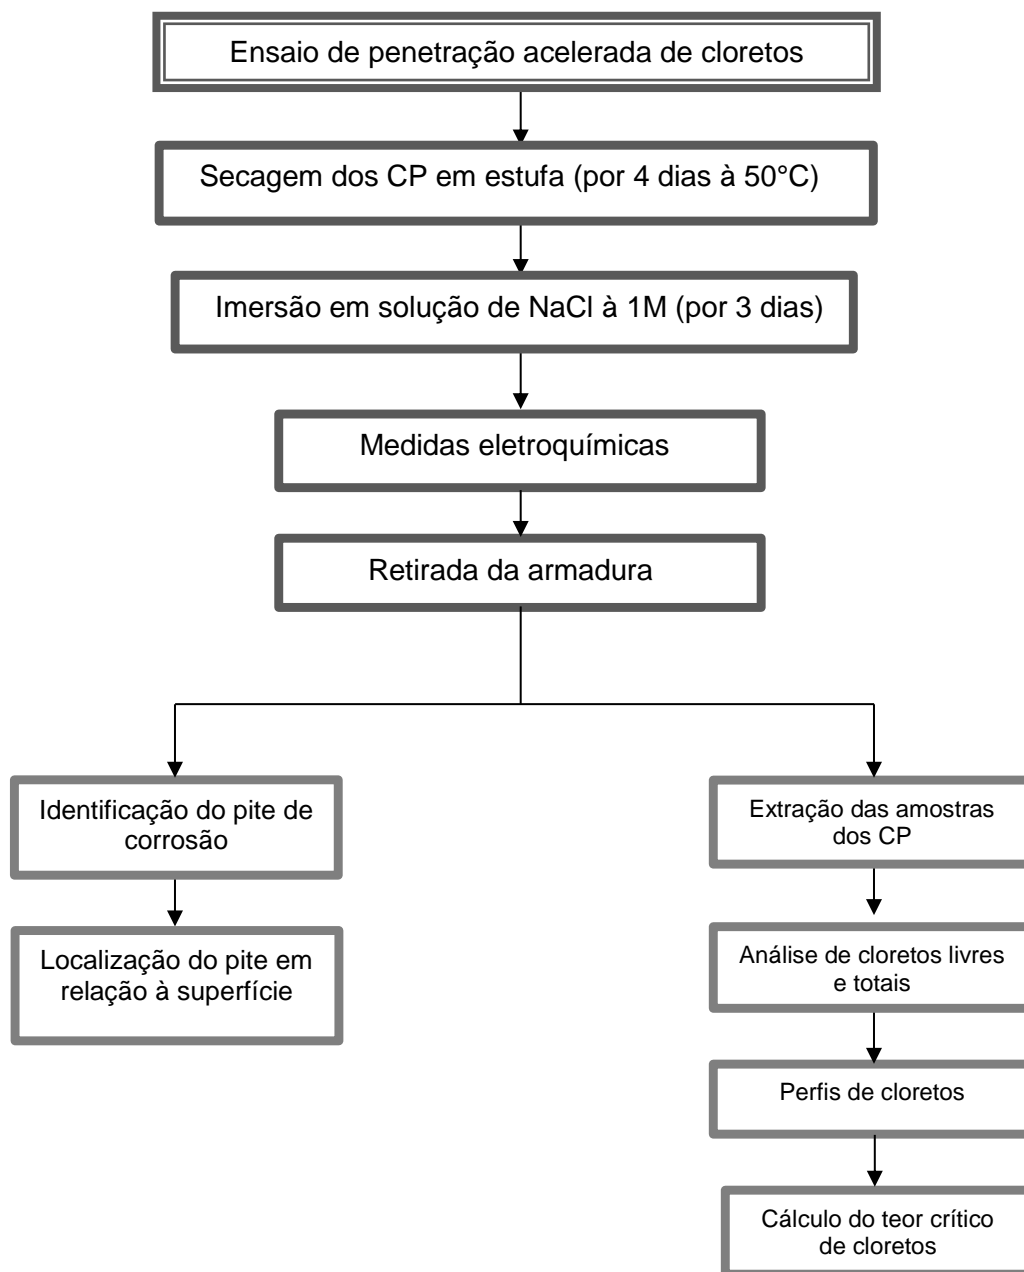 Ensaio de penetração acelerada de cloretos
Secagem dos CP em estufa (por 4 dias à 50°C)
Imersão em solução de NaCl à 1M (por 3 dias)
Medidas eletroquímicas
Retirada da armadura
Identificação do pite de
corrosão
Localização do pite em
relação à superfície
Extração das amostras
dos CP
Análise de cloretos livres
e totais
Perfis de cloretos
Cálculo do teor crítico
de cloretos